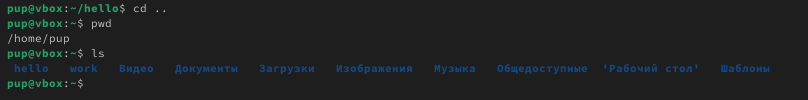 pup@vbox:~/hello$ cd ..
pup@vbox:~$ pwd
/home/pup
pup@vbox:~$ ls
hello work Видео Документы Загрузки Изображения Музыка Общедоступные 'Рабочий стол' Шаблоны
pup@vbox:~$